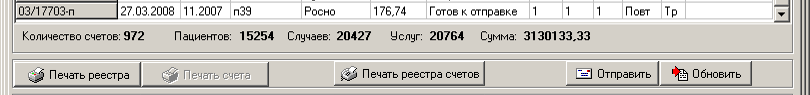 03/17703-п 27.03.2008 11.2007 п39 Росно 176,74 Готов к отправке 1 1 1 Повт Тр
Количество счетов: 972 Пациентов: 15254 Случаев: 20427 Услуг: 20764 Сумма: 3130133,33
Печать реестра Печать счета Печать реестра счетов Отправить Обновить